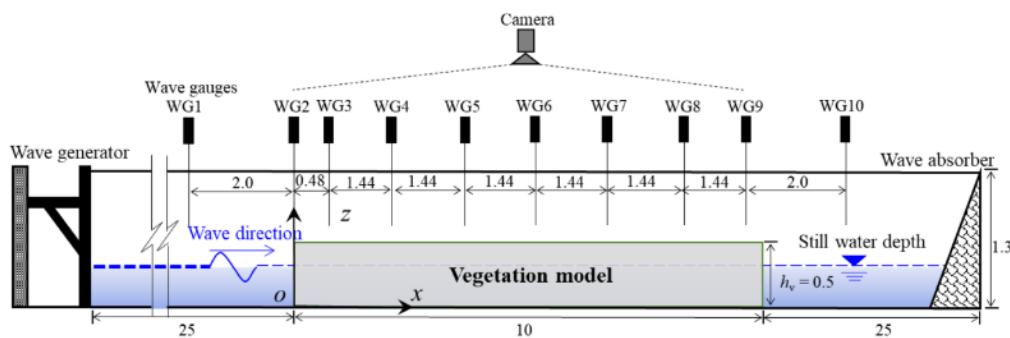 Camera
Wave gauges
WG1 WG2 WG3 WG4 WG5 WG6 WG7 WG8 WG9 WG10
Wave generator
Wave absorber
2.0 0.48 1.44 1.44 1.44 1.44 1.44 1.44 2.0
z
Wave direction
Still water depth
1.3
Vegetation model
hv = 0.5
o x
25 10 25